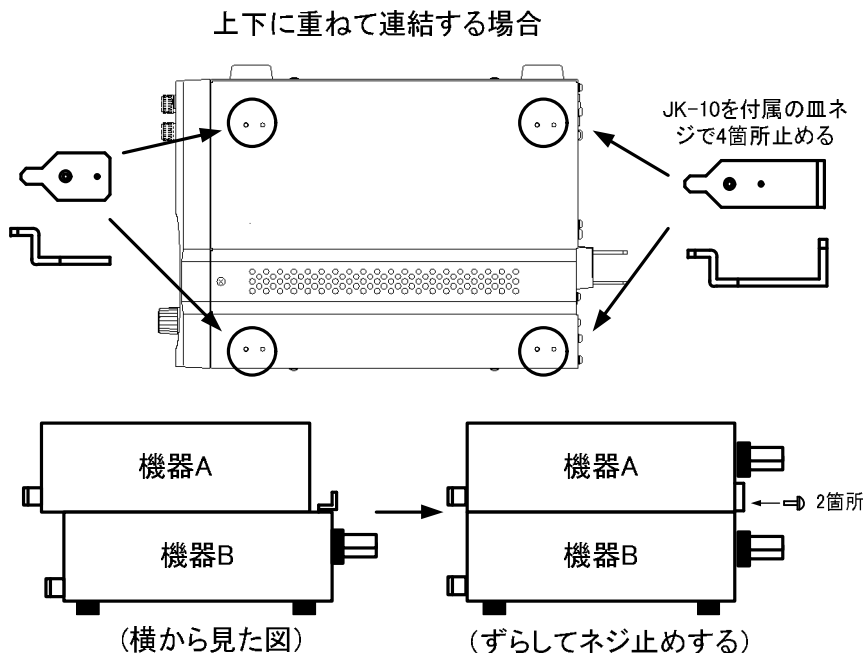 上下に重ねて連結する場合
JK-10を付属の皿ネ
ジで4箇所止める
機器A
機器B
機器A
機器B
2箇所
(横から見た図)
(ずらしてネジ止めする)